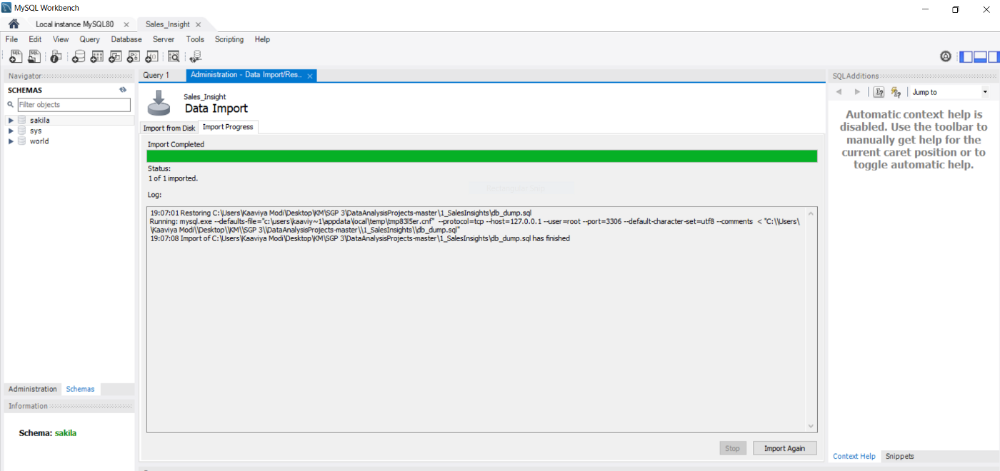 MySQL Workbench
Local instance MySQL80
Sales_Insight
File Edit View Query Database Server Tools Scripting Help
Navigator
SCHEMAS
Filter objects
sakila
sys
world
Administration Schemas
Information
Schema: sakila
Query 1
Administration - Data Import/Res...
Sales_Insight
Data Import
Import from Disk
Import Progress
Import Completed
Status:
1 of 1 imported.
Log:
19:07:01 Restoring C:\Users\Kaaviya Modi\Desktop\KM\SGP 3\DataAnalysisProjects-master\1_SalesInsights\db_dump.sql
Running: mysql.exe --defaults-file="c:\users\kaaviy~1\appdata\local\temp\tmp83l5er.cnf" --protocol=tcp --host=127.0.0.1 --user=root --port=3306 --default-character-set=utf8 --comments < "C:\\Users\
\Kaaviya Modi\\Desktop\\KM\\SGP 3\\DataAnalysisProjects-master\\1_SalesInsights\\db_dump.sql"
19:07:08 Import of C:\Users\Kaaviya Modi\Desktop\KM\SGP 3\DataAnalysisProjects-master\1_SalesInsights\db_dump.sql has finished
Stop
Import Again
SQLAdditions
Jump to
Automatic context help is
disabled. Use the toolbar to
manually get help for the
current caret position or to
toggle automatic help.
Context Help Snippets